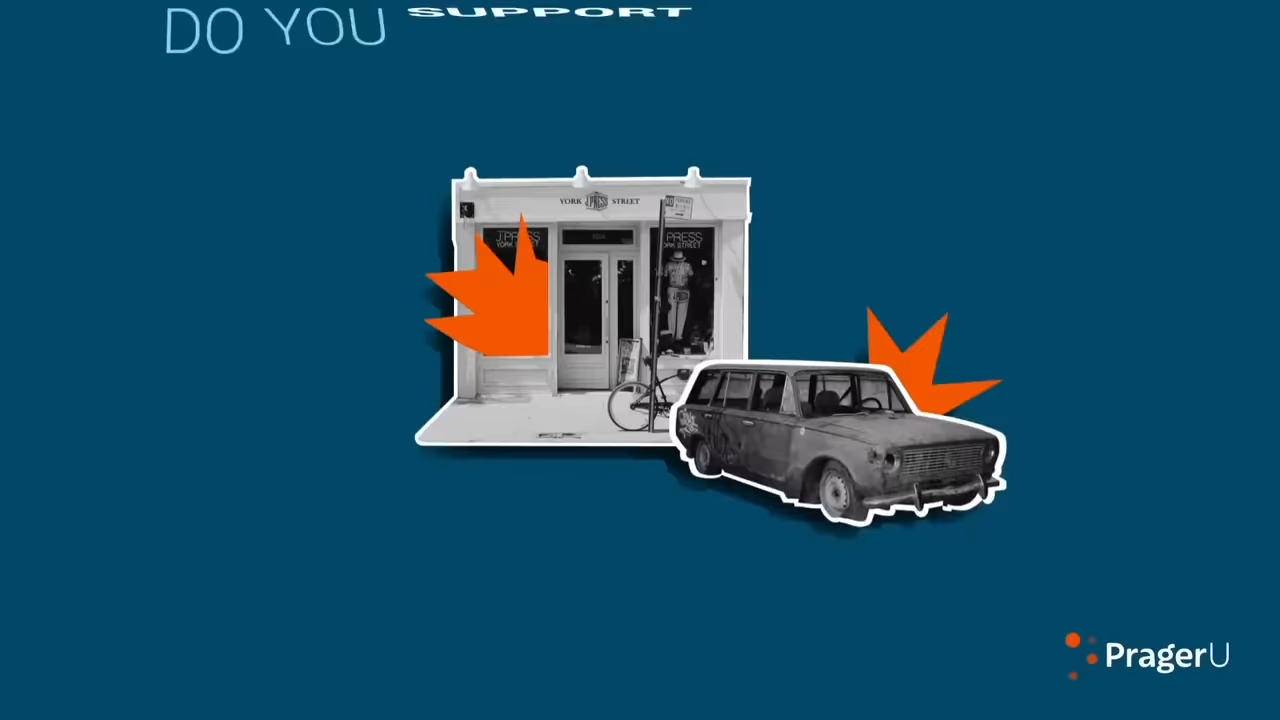 DO YOU SUPPORT
YORK J.PRESS STREET
J.PRESS
YORK STREET
J.PRESS
YORK STREET
PragerU